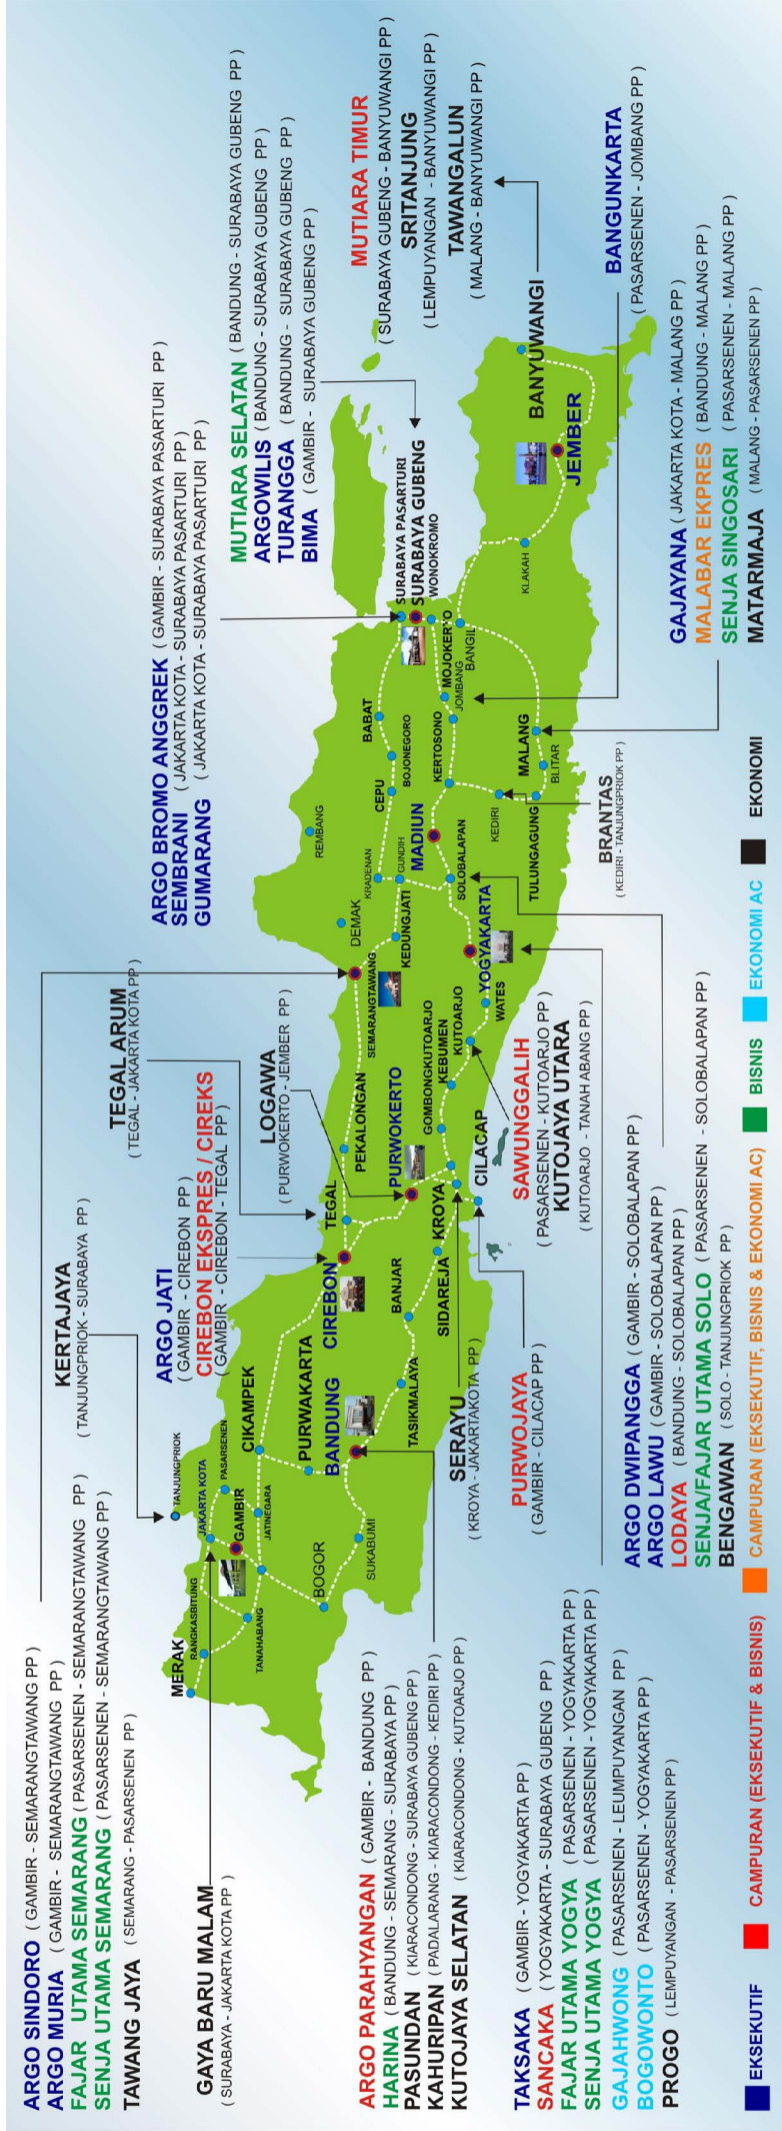 ARGO SINDORO ( GAMBIR - SEMARANGTAWANG PP )
ARGO MURIA ( GAMBIR - SEMARANGTAWANG PP )
FAJAR UTAMA SEMARANG ( PASARSENEN - SEMARANGTAWANG PP )
SENJA UTAMA SEMARANG ( PASARSENEN - SEMARANGTAWANG PP )
TAWANG JAYA ( SEMARANG - PASARSENEN PP )
KERTAJAYA
( TANJUNGPRIOK - SURABAYA PP )
TEGAL ARUM
( TEGAL - JAKARTA KOTA PP )
ARGO BROMO ANGGREK ( GAMBIR - SURABAYA PASARTURI PP )
SEMBRANI ( JAKARTA KOTA - SURABAYA PASARTURI PP )
GUMARANG ( JAKARTA KOTA - SURABAYA PASARTURI PP )
MUTIARA SELATAN ( BANDUNG - SURABAYA GUBENG PP )
ARGOWILIS ( BANDUNG - SURABAYA GUBENG PP )
TURANGGA ( BANDUNG - SURABAYA GUBENG PP )
BIMA ( GAMBIR - SURABAYA GUBENG PP )
MUTIARA TIMUR
( SURABAYA GUBENG - BANYUWANGI PP )
SRITANJUNG
( LEMPUYANGAN - BANYUWANGI PP )
TAWANGALUN
( MALANG - BANYUWANGI PP )
ARGO JATI
( GAMBIR - CIREBON PP )
CIREBON EKSPRES / CIREKS
( GAMBIR - CIREBON - TEGAL PP )
LOGAWA
( PURWOKERTO - JEMBER PP )
GAYA BARU MALAM
( SURABAYA - JAKARTA KOTA PP )
MERAK
RANGKASBITUNG
TANAHABANG
TANJUNGPRIOK
JAKARTA KOTA
PASARSENEN
GAMBIR
JATINEGARA
BOGOR
SUKABUMI
CIKAMPEK
PURWAKARTA
BANDUNG
TASIKMALAYA
CIREBON
BANJAR
TEGAL
SIDAREJA
KROYA
PEKALONGAN
PURWOKERTO
CILACAP
GOMBONGKUTOARJO
KEBUMEN
KUTOARJO
WATES
YOGYAKARTA
SEMARANGTAWANG
DEMAK
KEDUNGJATI
KRADENAN
GUNDIH
REMBANG
SOLOBALAPAN
MADIUN
CEPU
BOJONEGORO
BABAT
KERTOSONO
JOMBANG
MOJOKERTO
KEDIRI
TULUNGAGUNG
BLITAR
MALANG
BANGIL
SURABAYA PASARTURI
SURABAYA GUBENG
WONOKROMO
KLAKAH
JEMBER
BANYUWANGI
BANGUNKARTA
( PASARSENEN - JOMBANG PP )
GAJAYANA ( JAKARTA KOTA - MALANG PP )
MALABAR EKPRES ( BANDUNG - MALANG PP )
SENJA SINGOSARI ( PASARSENEN - MALANG PP )
MATARMAJA ( MALANG - PASARSENEN PP )
BRANTAS
( KEDIRI - TANJUNGPRIOK PP )
SAWUNGGALIH
( PASARSENEN - KUTOARJO PP )
KUTOJAYA UTARA
( KUTOARJO - TANAH ABANG PP )
SERAYU
( KROYA - JAKARTAKOTA PP )
PURWOJAYA
( GAMBIR - CILACAP PP )
ARGO PARAHYANGAN ( GAMBIR - BANDUNG PP )
HARINA ( BANDUNG - SEMARANG - SURABAYA PP )
PASUNDAN ( KIARACONDONG - SURABAYA GUBENG PP )
KAHURIPAN ( PADALARANG - KIARACONDONG - KEDIRI PP )
KUTOJAYA SELATAN ( KIARACONDONG - KUTOARJO PP )
ARGO DWIPANGGA ( GAMBIR - SOLOBALAPAN PP )
ARGO LAWU ( GAMBIR - SOLOBALAPAN PP )
LODAYA ( BANDUNG - SOLOBALAPAN PP )
SENJA/FAJAR UTAMA SOLO ( PASARSENEN - SOLOBALAPAN PP )
BENGAWAN ( SOLO - TANJUNGPRIOK PP )
TAKSAKA ( GAMBIR - YOGYAKARTA PP )
SANCAKA ( YOGYAKARTA - SURABAYA GUBENG PP )
FAJAR UTAMA YOGYA ( PASARSENEN - YOGYAKARTA PP )
SENJA UTAMA YOGYA ( PASARSENEN - YOGYAKARTA PP )
GAJAHWONG ( PASARSENEN - LEUMPUYANGAN PP )
BOGOWONTO ( PASARSENEN - YOGYAKARTA PP )
PROGO ( LEMPUYANGAN - PASARSENEN PP )
EKSEKUTIF
CAMPURAN (EKSEKUTIF & BISNIS)
CAMPURAN (EKSEKUTIF, BISNIS & EKONOMI AC)
BISNIS
EKONOMI AC
EKONOMI